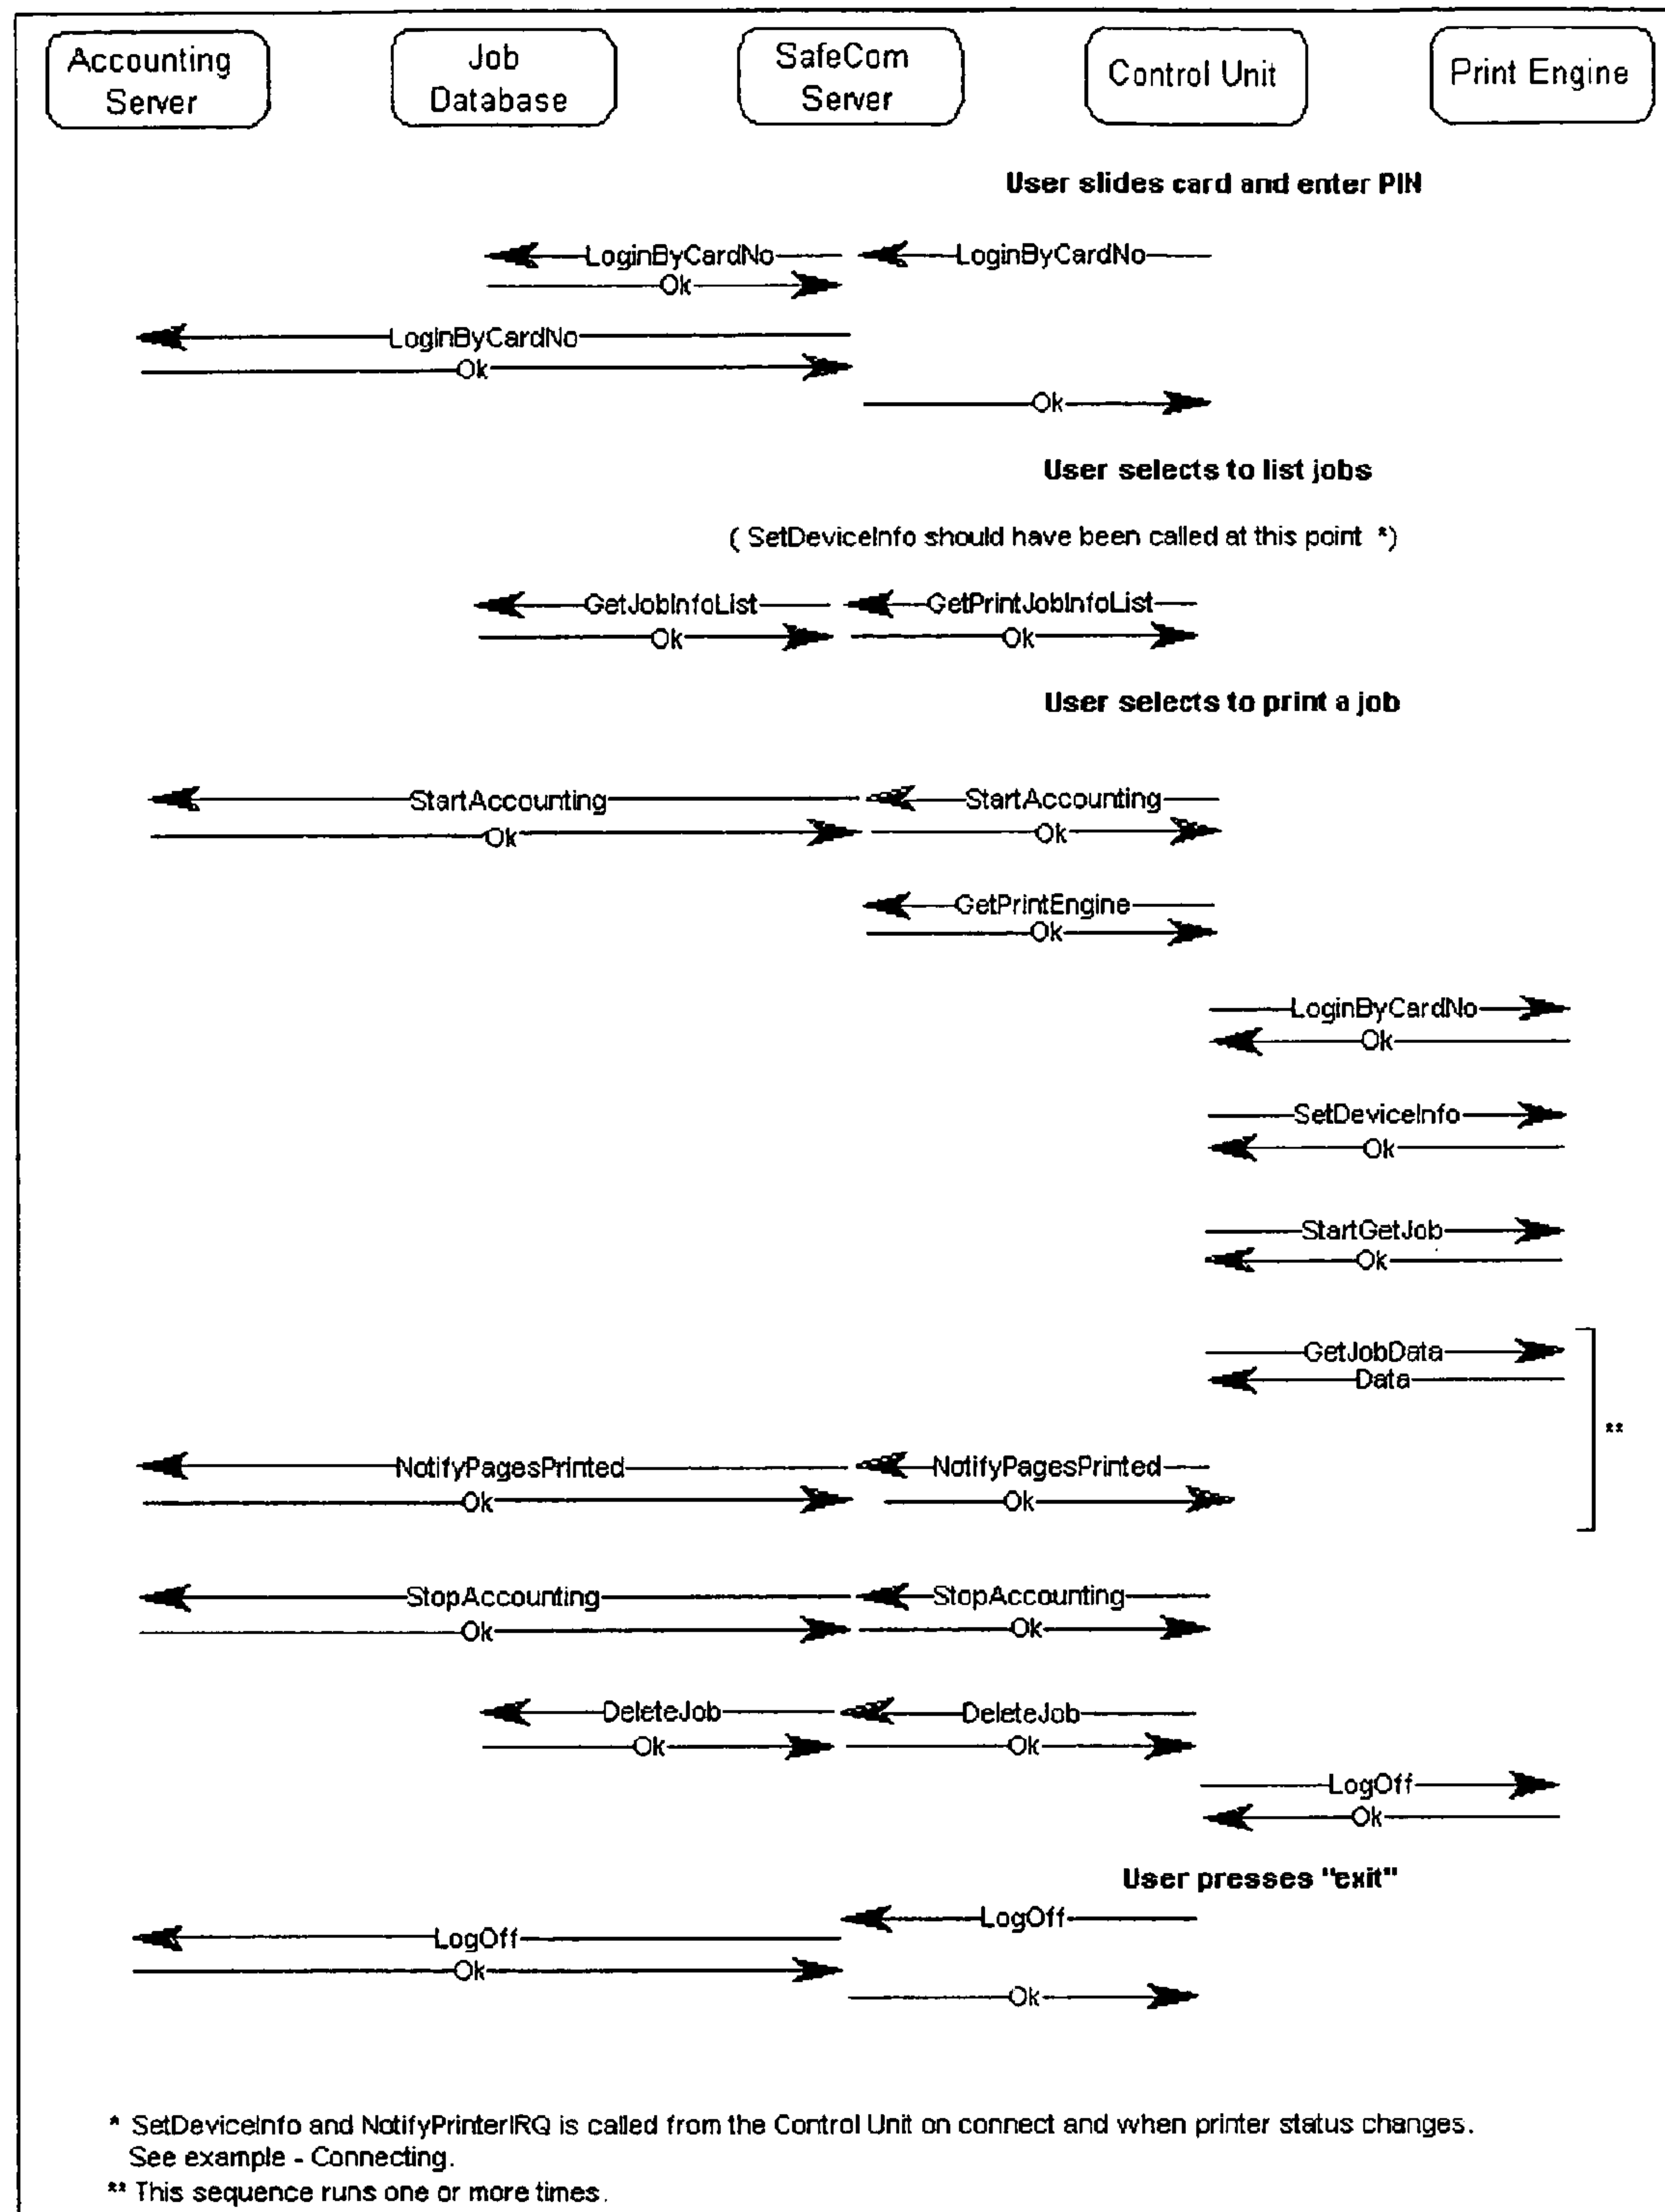 Accounting
Server
Job
Database
SafeCom
Server
Control Unit
Print Engine
User slides card and enter PIN
LoginByCardNo LoginByCardNo
Ok
LoginByCardNo
Ok
Ok
User selects to list jobs
( SetDeviceInfo should have been called at this point *)
GetJobInfoList GetPrintJobInfoList
Ok Ok
User selects to print a job
StartAccounting StartAccounting
Ok Ok
GetPrintEngine
Ok
LoginByCardNo
Ok
SetDeviceInfo
Ok
StartGetJob
Ok
GetJobData
Data
**
NotifyPagesPrinted NotifyPagesPrinted
Ok Ok
StopAccounting StopAccounting
Ok Ok
DeleteJob DeleteJob
Ok Ok
LogOff
Ok
User presses "exit"
LogOff
LogOff
Ok
Ok
* SetDeviceInfo and NotifyPrinterIRQ is called from the Control Unit on connect and when printer status changes.
See example - Connecting.
** This sequence runs one or more times.